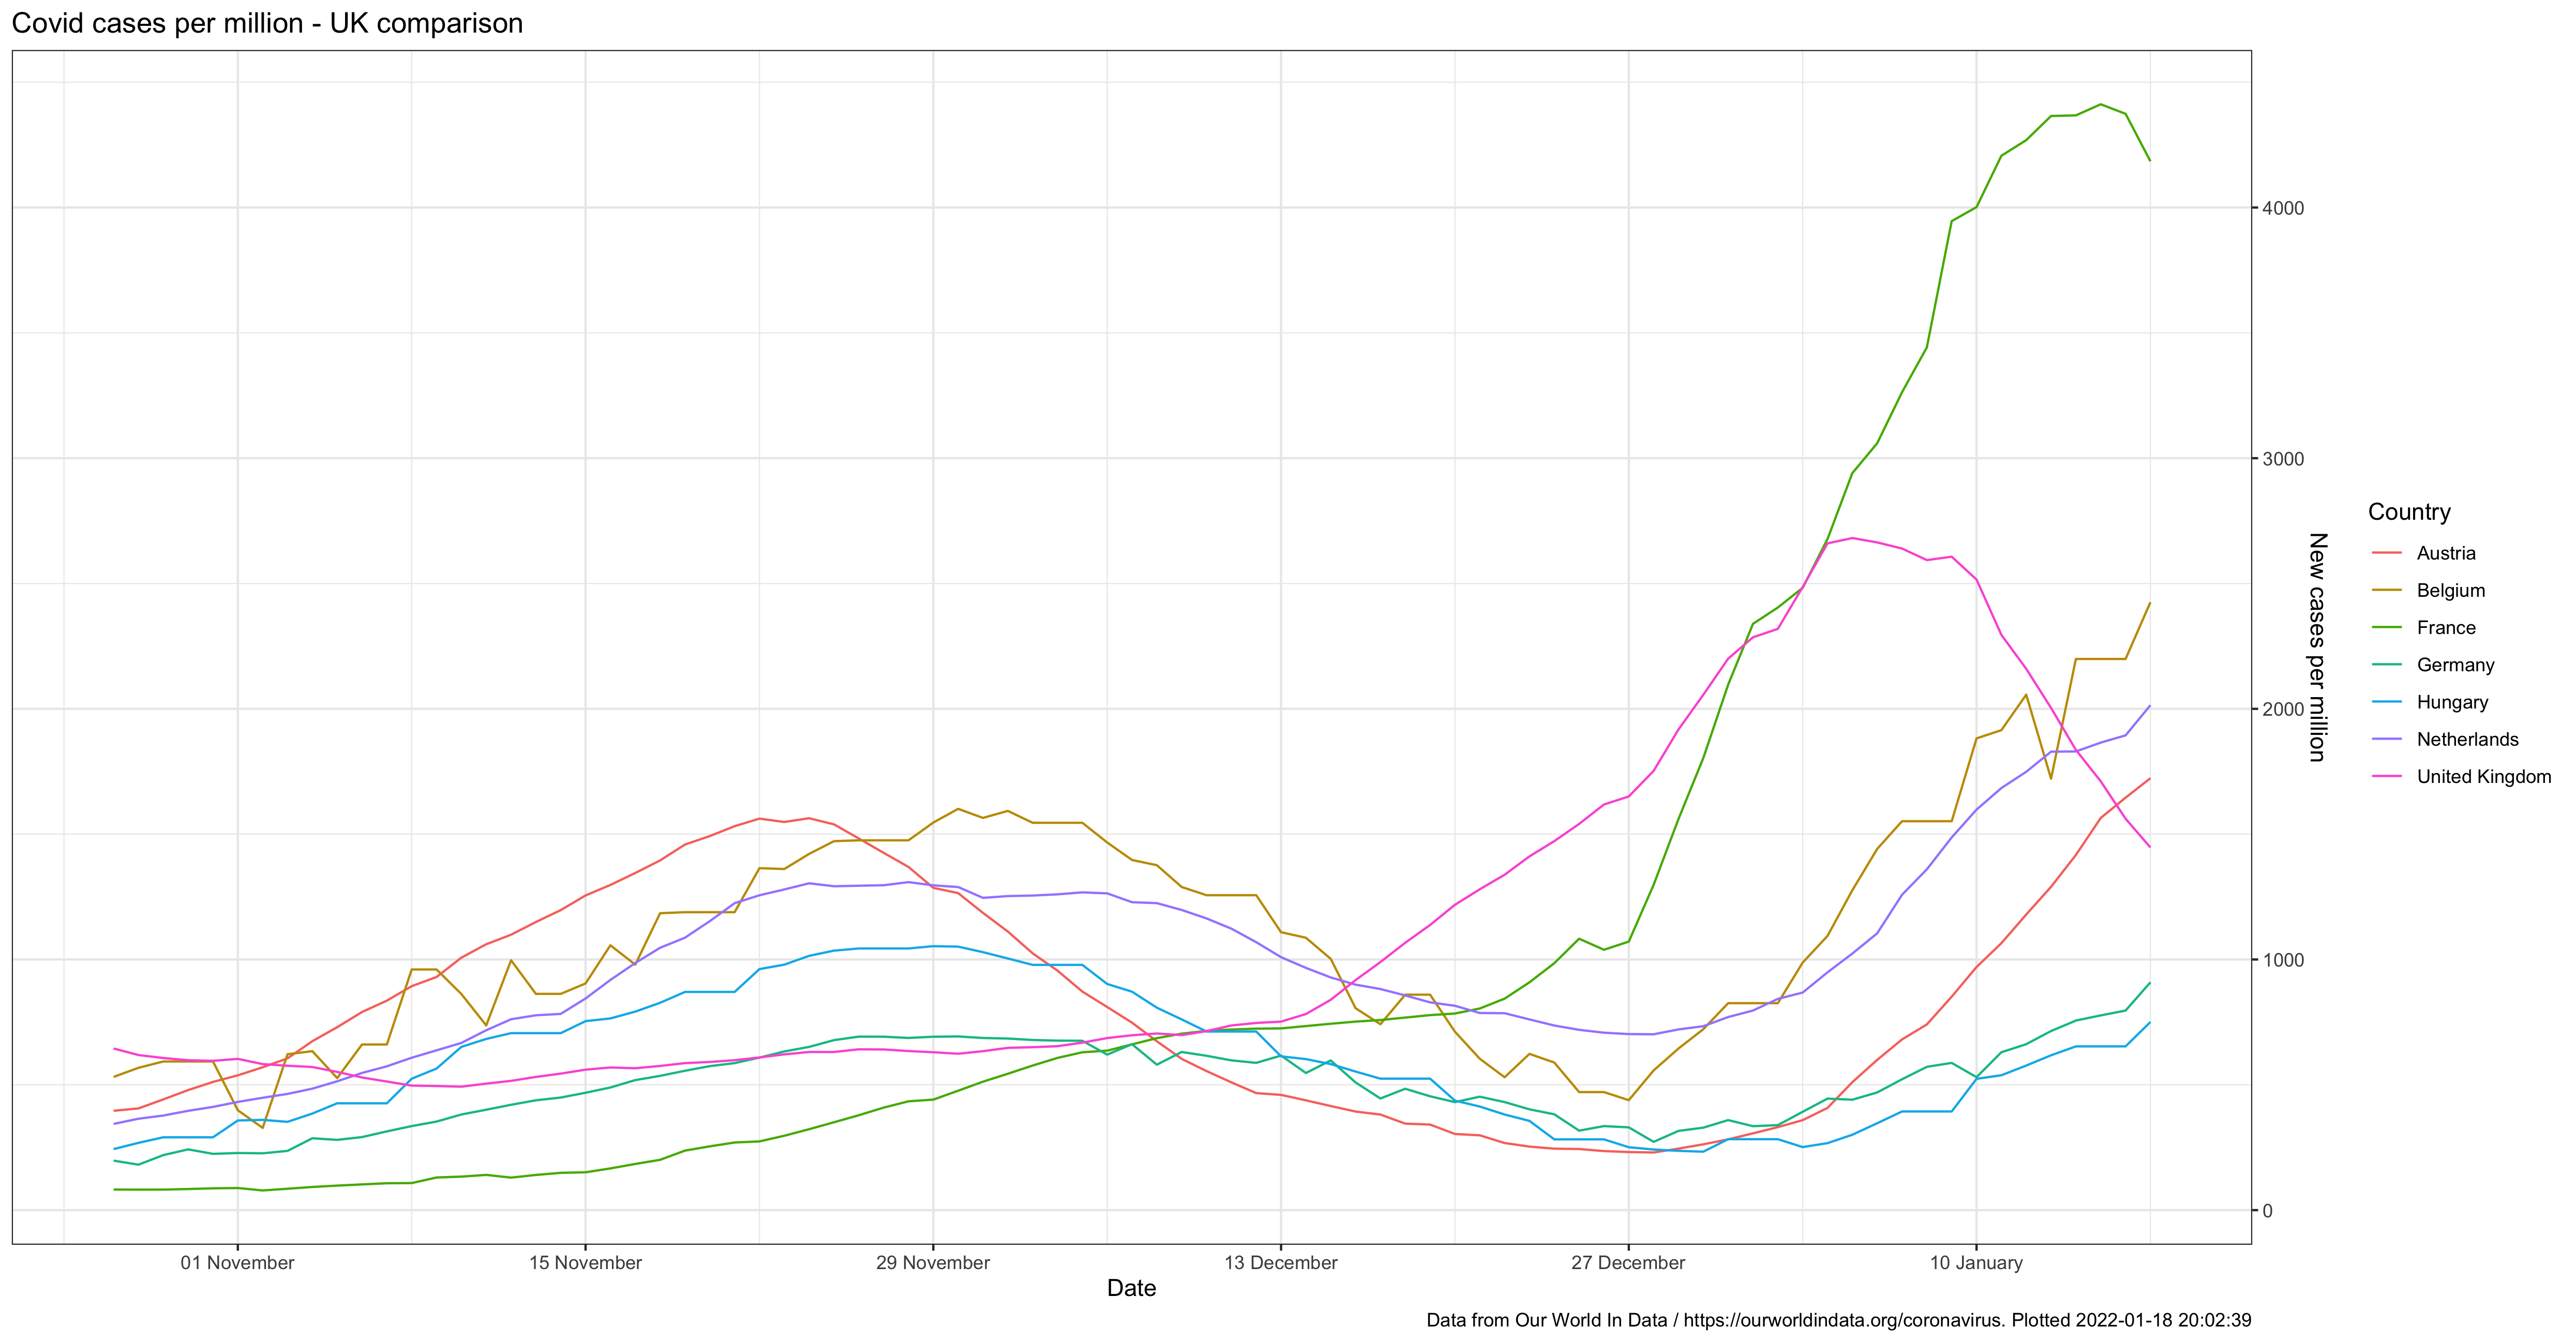 Covid cases per million - UK comparison
4000
3000
2000
1000
0
New cases per million
Country
Austria
Belgium
France
Germany
Hungary
Netherlands
United Kingdom
01 November
15 November
29 November
13 December
27 December
10 January
Date
Data from Our World In Data / https://ourworldindata.org/coronavirus. Plotted 2022-01-18 20:02:39